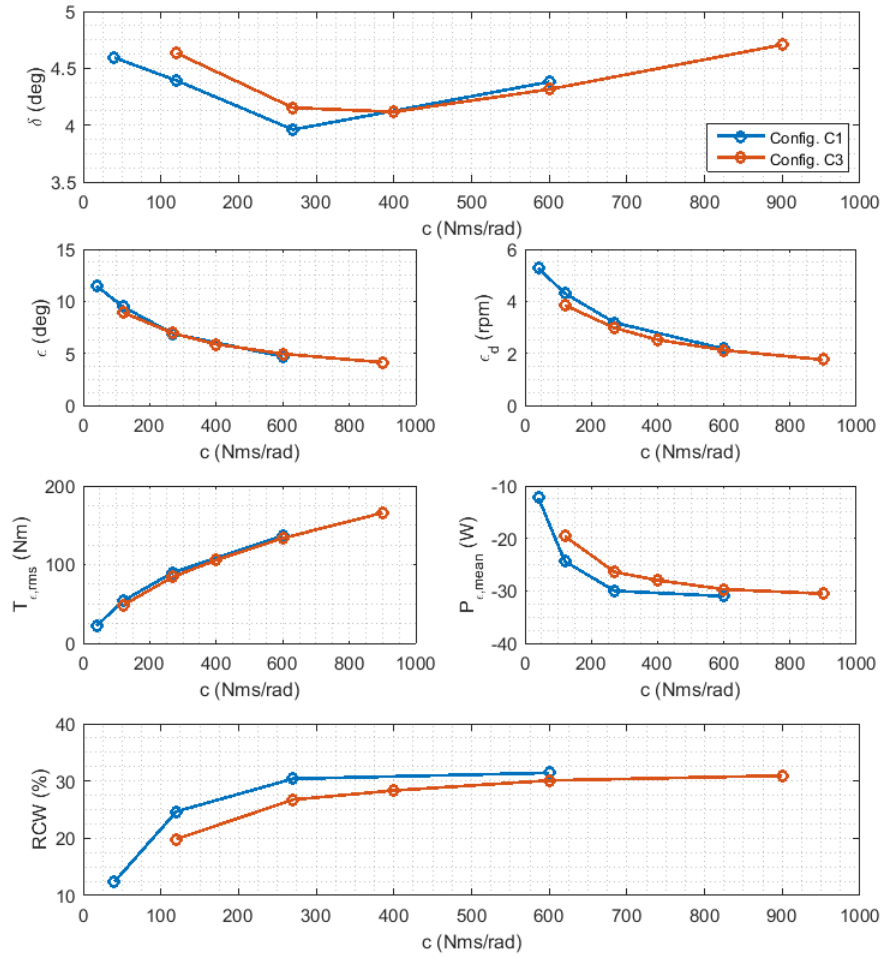 5
4.5
4
3.5
δ (deg)
Config. C1
Config. C3
0 100 200 300 400 500 600 700 800 900 1000
c (Nms/rad)
15
10
5
0
ϵ (deg)
0 200 400 600 800 1000
c (Nms/rad)
6
4
2
0
ϵ_d (rpm)
0 200 400 600 800 1000
c (Nms/rad)
200
100
0
T_ϵ,rms (Nm)
0 200 400 600 800 1000
c (Nms/rad)
-10
-20
-30
-40
P_ϵ,mean (W)
0 200 400 600 800 1000
c (Nms/rad)
40
30
20
10
RCW (%)
0 100 200 300 400 500 600 700 800 900 1000
c (Nms/rad)